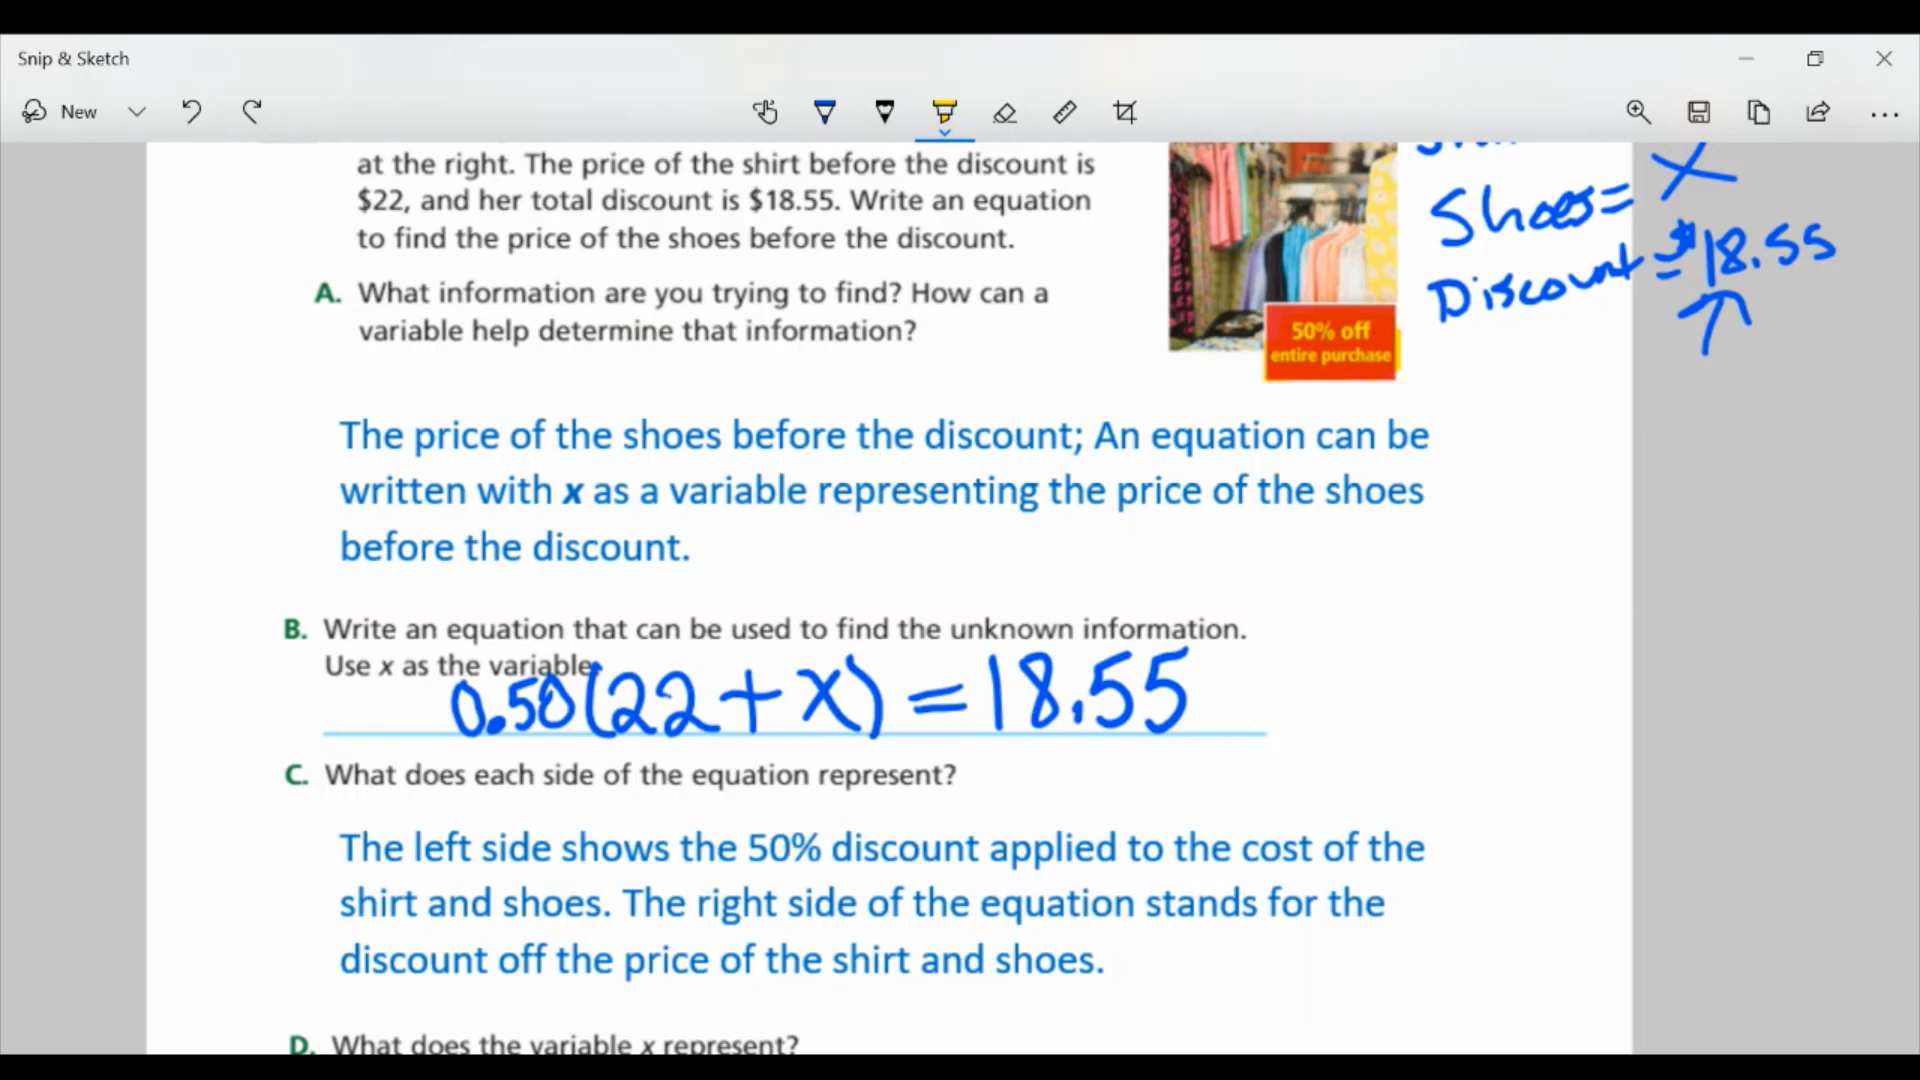 Snip & Sketch
New
at the right. The price of the shirt before the discount is
$22, and her total discount is $18.55. Write an equation
to find the price of the shoes before the discount.
A. What information are you trying to find? How can a
variable help determine that information?
50% off
entire purchase
Shoes= X
Discount = $18.55
The price of the shoes before the discount; An equation can be
written with x as a variable representing the price of the shoes
before the discount.
B. Write an equation that can be used to find the unknown information.
Use x as the variable.
0.50(22+x) = 18.55
C. What does each side of the equation represent?
The left side shows the 50% discount applied to the cost of the
shirt and shoes. The right side of the equation stands for the
discount off the price of the shirt and shoes.
D. What does the variable x represent?